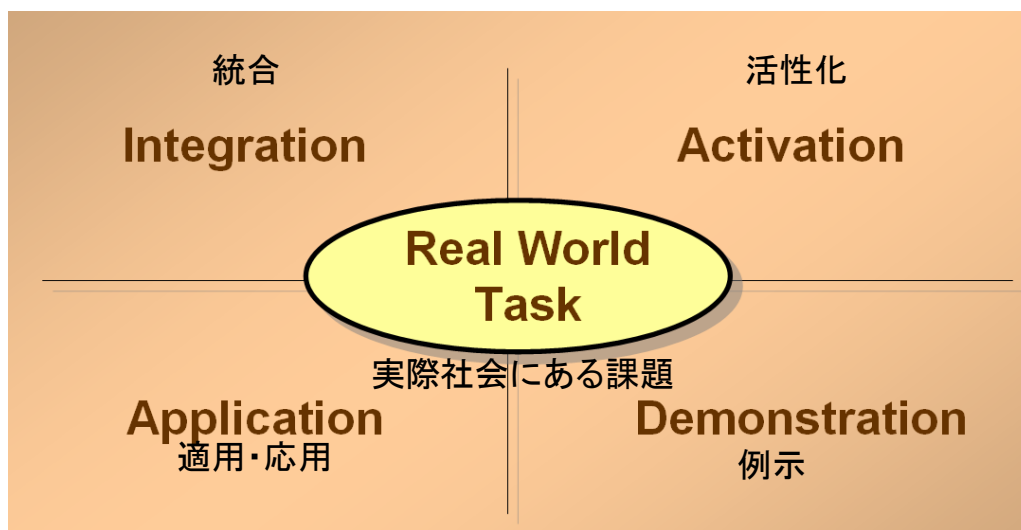 統合
Integration
活性化
Activation
Real World
Task
実際社会にある課題
Application
適用・応用
Demonstration
例示